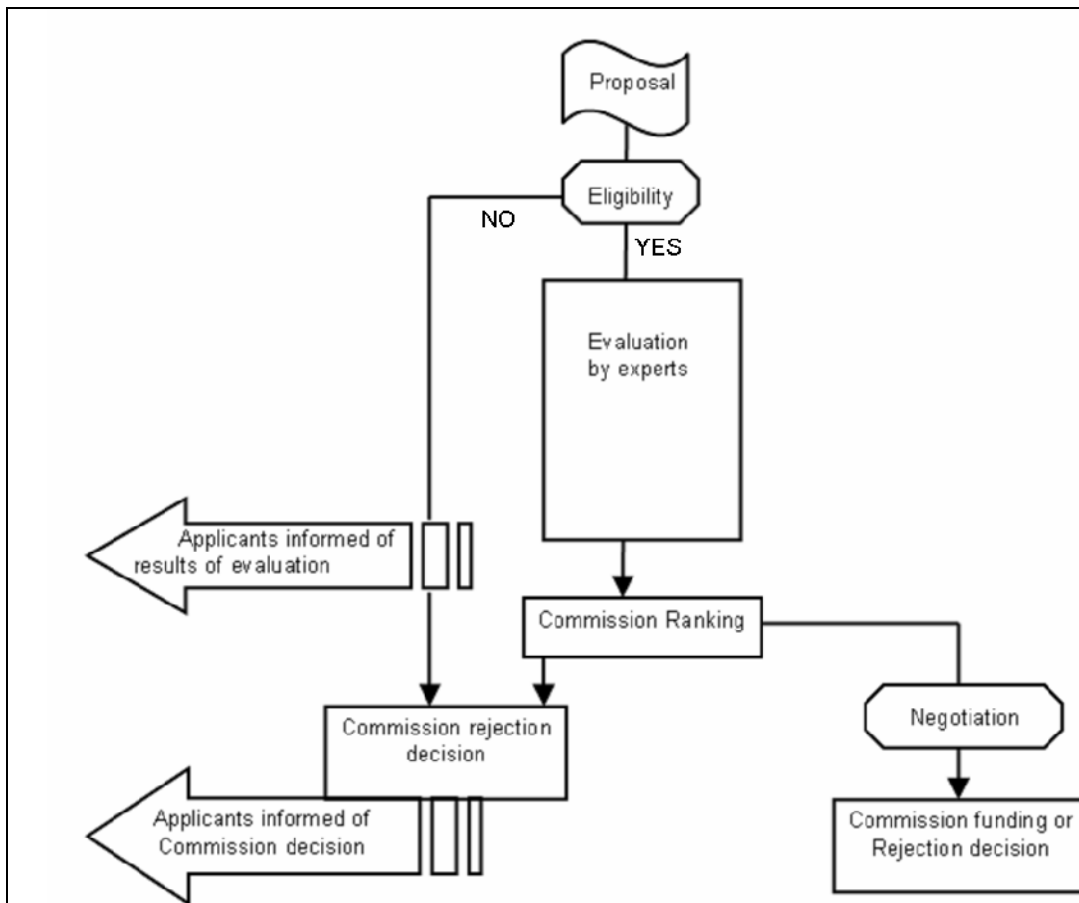 Proposal
Eligibility
NO
YES
Evaluation
by experts
Applicants informed of
results of evaluation
Commission Ranking
Commission rejection
decision
Negotiation
Applicants informed of
Commission decision
Commission funding or
Rejection decision